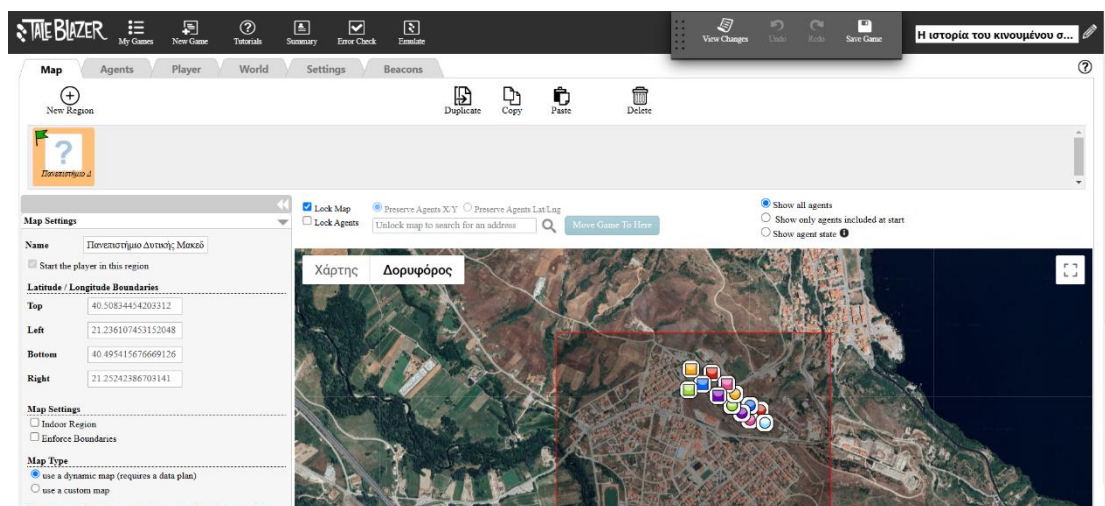 TALEBLAZER
My Games
New Game
Tutorials
Summary
Error Check
Emulate
View Changes
Undo
Redo
Save Game
Η ιστορία του κινουμένου σ...
Map
Agents
Player
World
Settings
Beacons
New Region
Duplicate
Copy
Paste
Delete
Πανεπιστήμιο Δ
Map Settings
Name
Πανεπιστήμιο Δυτικής Μακεδ
Start the player in this region
Latitude / Longitude Boundaries
Top
40.50834454203312
Left
21.236107453152048
Bottom
40.495415676669126
Right
21.25242386703141
Map Settings
Indoor Region
Enforce Boundaries
Map Type
use a dynamic map (requires a data plan)
use a custom map
Lock Map
Preserve Agents X/Y
Preserve Agents Lat/Lng
Lock Agents
Unlock map to search for an address
Move Game To Here
Show all agents
Show only agents included at start
Show agent state
Χάρτης
Δορυφόρος